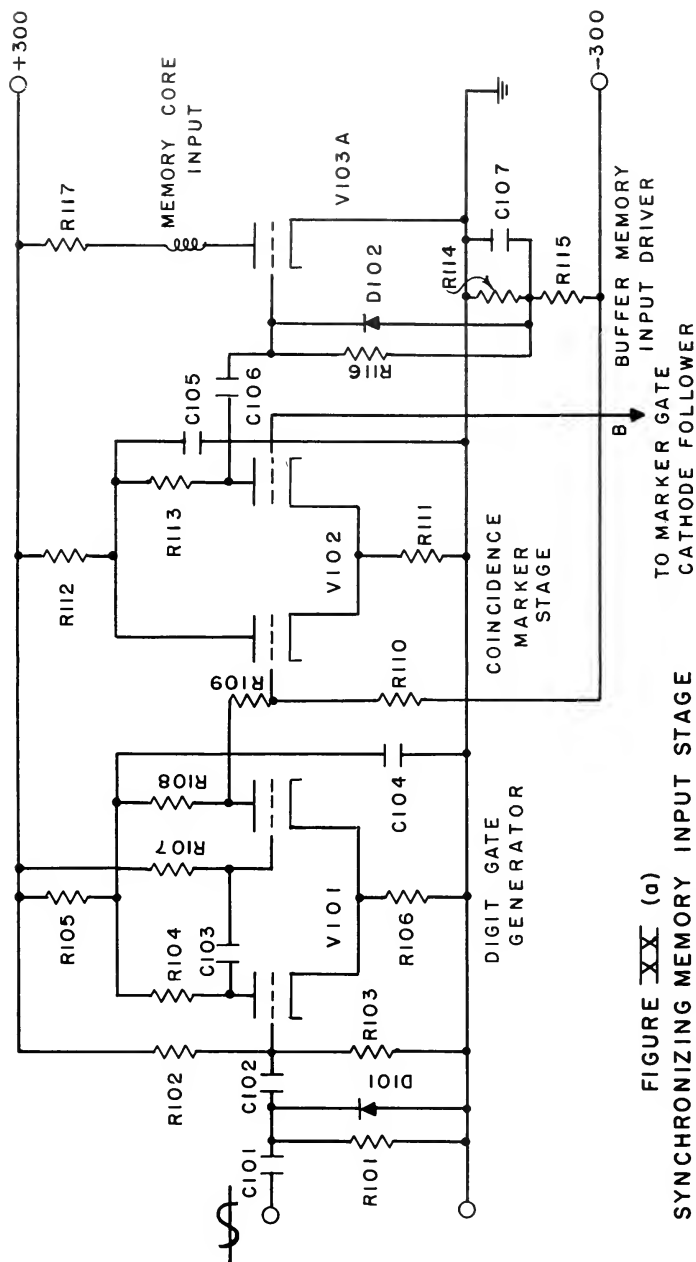 +300
R117
MEMORY CORE
INPUT
V103A
R114
C107
D102
R116
R115
-300
BUFFER MEMORY
INPUT DRIVER
C105
C106
R112
R113
V102
R111
COINCIDENCE
MARKER
STAGE
B
TO MARKER GATE
CATHODE FOLLOWER
R109
R110
R108
R107
C104
R105
R104
C103
V101
R106
DIGIT GATE
GENERATOR
R102
R103
C102
D101
C101
R101
FIGURE XX (a)
SYNCHRONIZING MEMORY INPUT STAGE